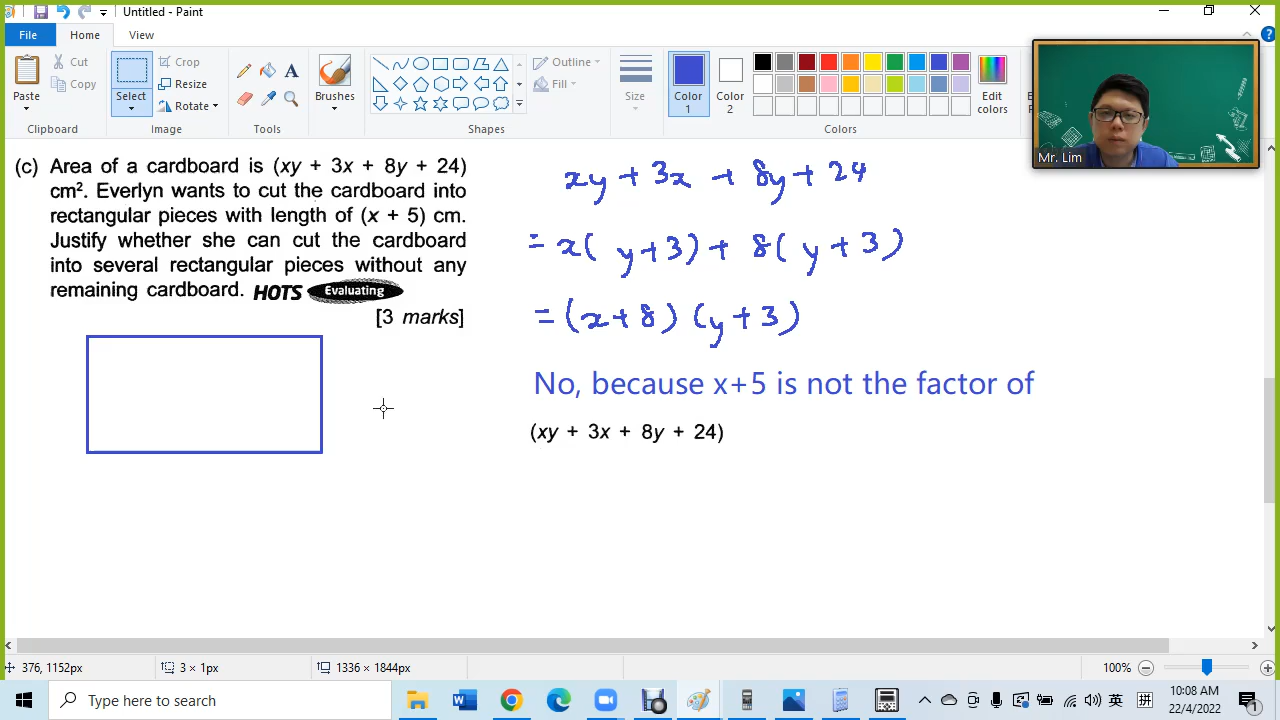 Untitled - Paint
File
Home
View
Paste
Cut
Copy
Clipboard
Select
Crop
Resize
Rotate
Image
A
Tools
Brushes
Outline
Fill
Shapes
Size
Color 1
Color 2
Edit colors
Colors
Mr. Lim
(c) Area of a cardboard is (xy + 3x + 8y + 24)
cm². Everlyn wants to cut the cardboard into
rectangular pieces with length of (x + 5) cm.
Justify whether she can cut the cardboard
into several rectangular pieces without any
remaining cardboard. HOTS Evaluating
[3 marks]
xy + 3x + 8y + 24
= x( y+3) + 8( y+3)
= (x+8) (y+3)
No, because x+5 is not the factor of
(xy + 3x + 8y + 24)
376, 1152px
3 × 1px
1336 × 1844px
100%
Type here to search
英
拼
10:08 AM
22/4/2022
1